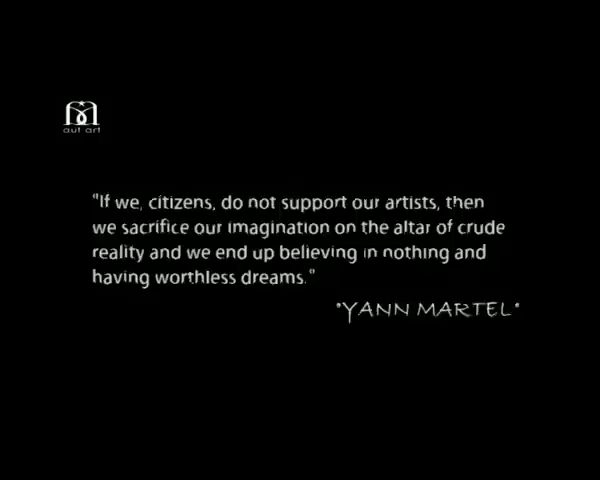 aut art
"If we, citizens, do not support our artists, then
we sacrifice our imagination on the altar of crude
reality and we end up believing in nothing and
having worthless dreams."
"YANN MARTEL"